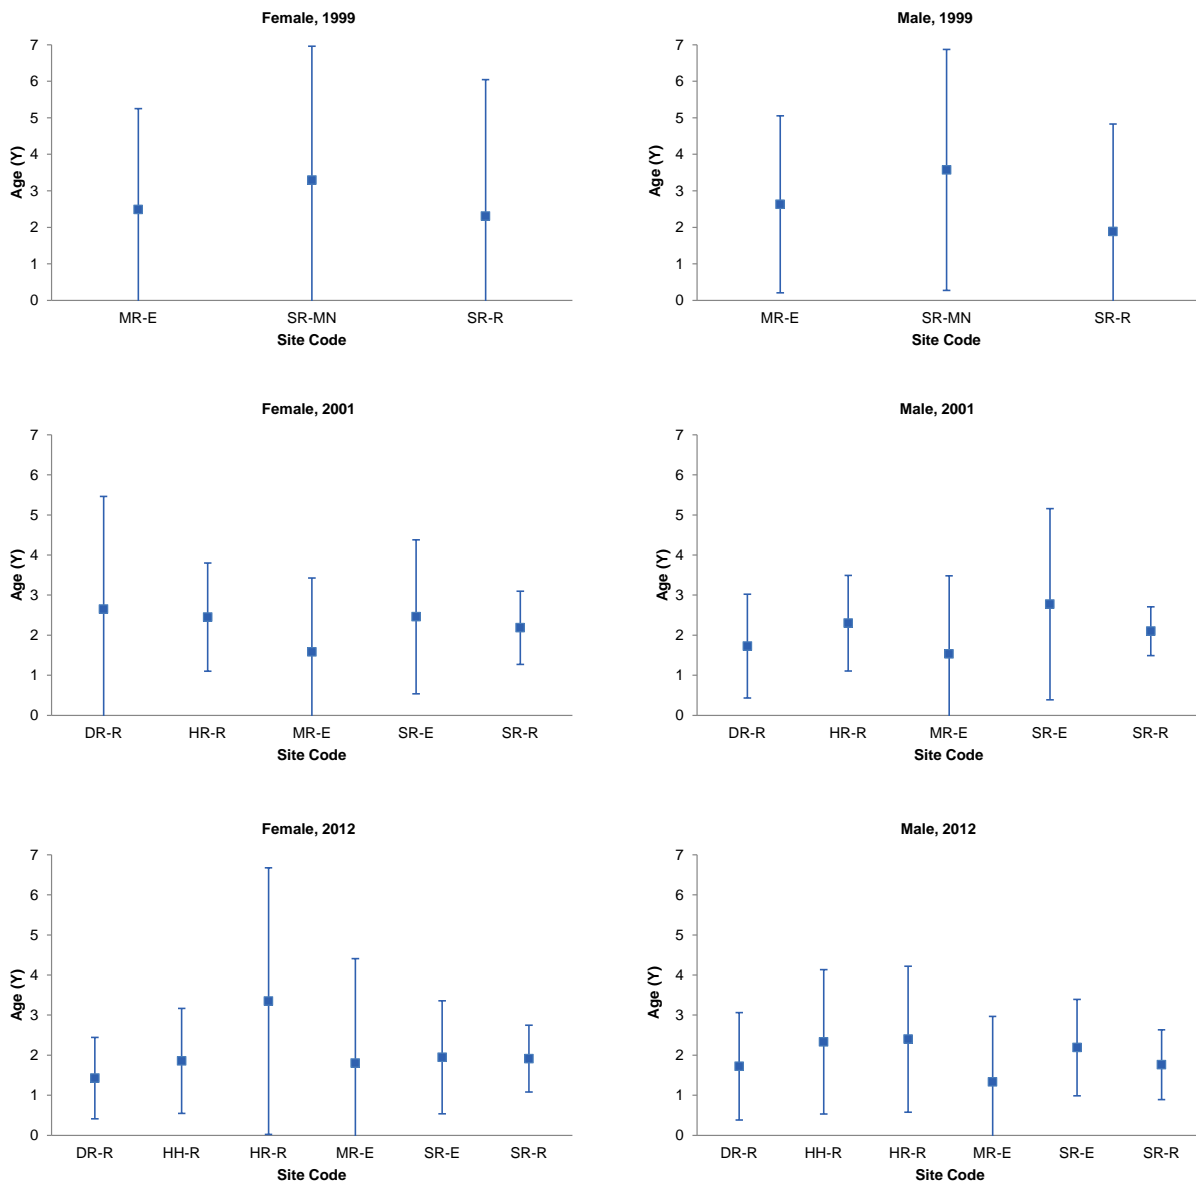 Female, 1999
7
6
5
4
3
2
1
0
Age (Y)
MR-E SR-MN SR-R
Site Code
Male, 1999
7
6
5
4
3
2
1
0
Age (Y)
MR-E SR-MN SR-R
Site Code
Female, 2001
7
6
5
4
3
2
1
0
Age (Y)
DR-R HR-R MR-E SR-E SR-R
Site Code
Male, 2001
7
6
5
4
3
2
1
0
Age (Y)
DR-R HR-R MR-E SR-E SR-R
Site Code
Female, 2012
7
6
5
4
3
2
1
0
Age (Y)
DR-R HH-R HR-R MR-E SR-E SR-R
Site Code
Male, 2012
7
6
5
4
3
2
1
0
Age (Y)
DR-R HH-R HR-R MR-E SR-E SR-R
Site Code